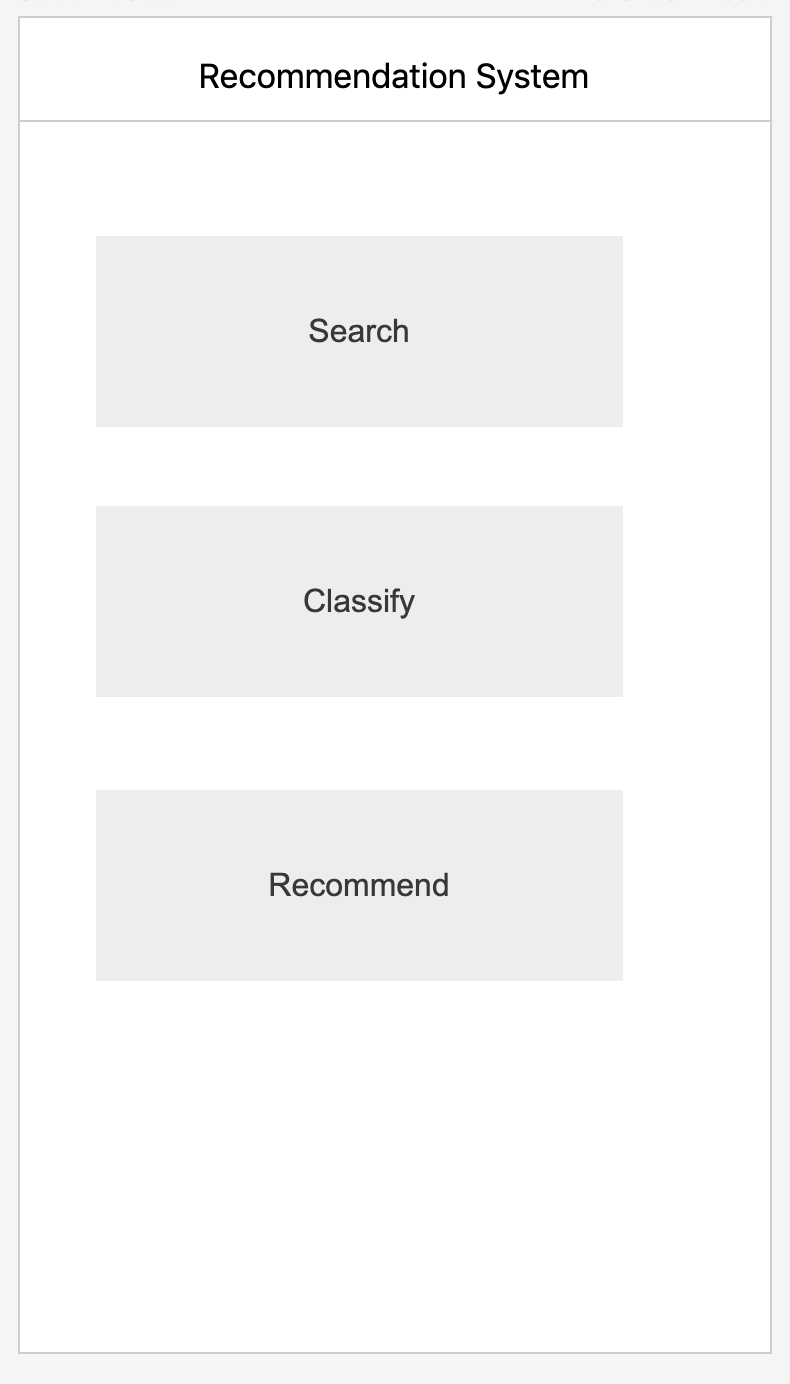 Recommendation System
Search
Classify
Recommend